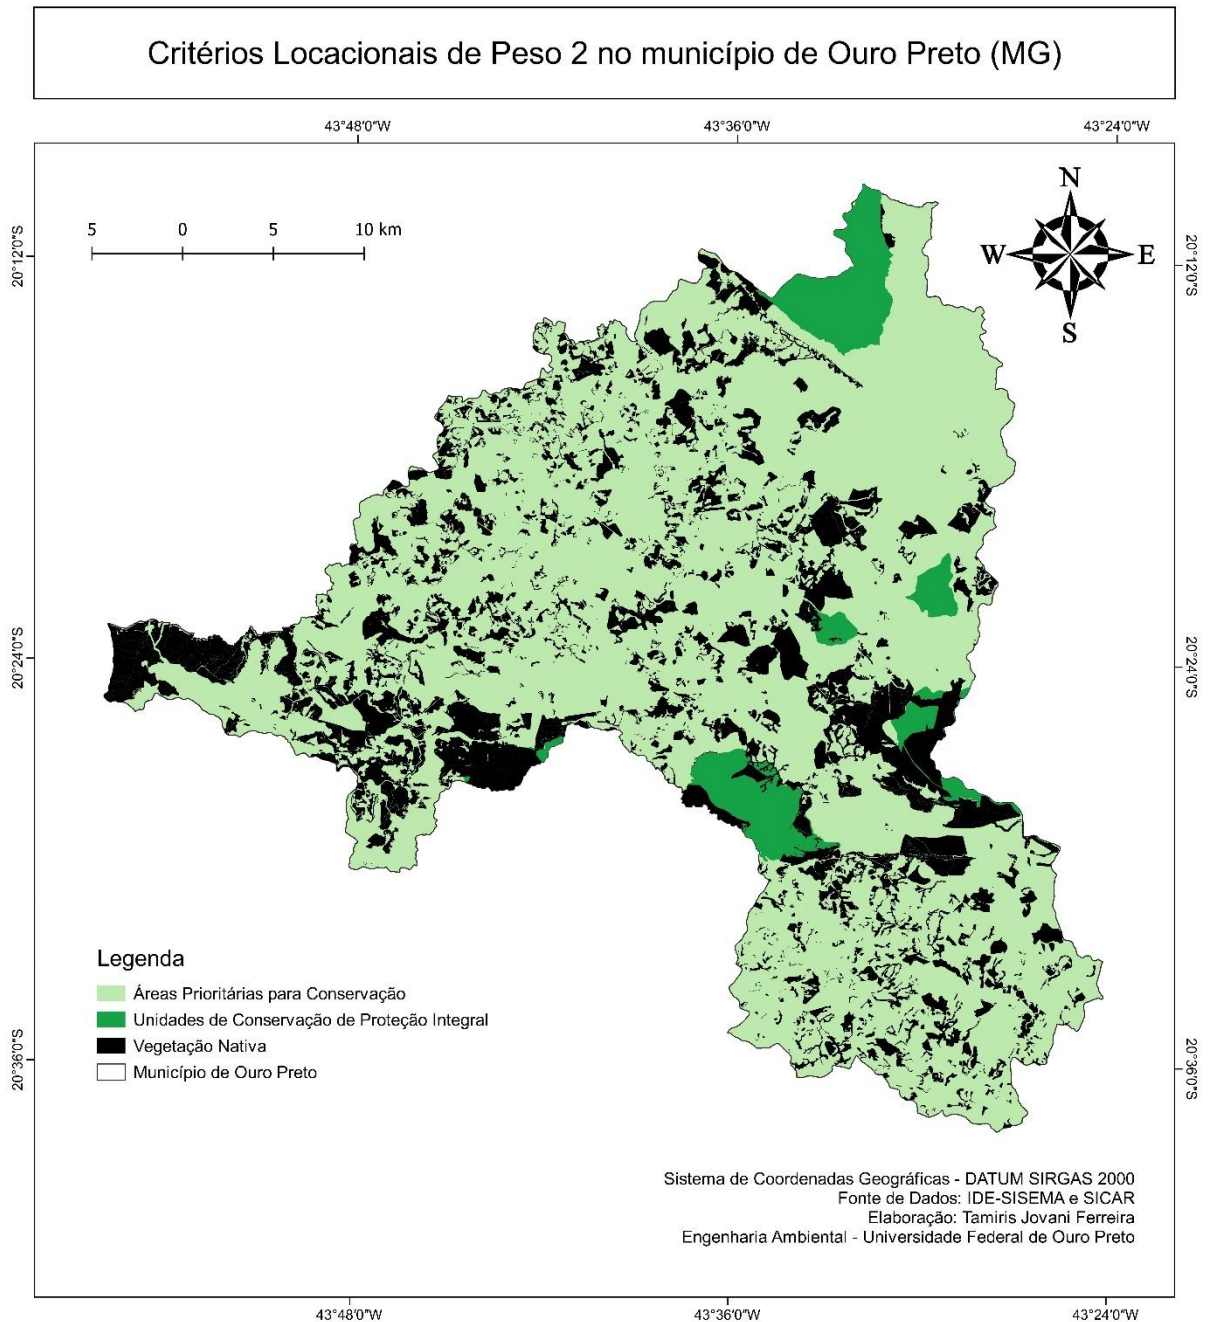 Critérios Locacionais de Peso 2 no município de Ouro Preto (MG)
43°48'0"W
43°36'0"W
43°24'0"W
N
W
E
S
5 0 5 10 km
20°12'0"S
20°12'0"S
20°24'0"S
20°24'0"S
Legenda
Áreas Prioritárias para Conservação
Unidades de Conservação de Proteção Integral
Vegetação Nativa
Município de Ouro Preto
20°36'0"S
20°36'0"S
Sistema de Coordenadas Geográficas - DATUM SIRGAS 2000
Fonte de Dados: IDE-SISEMA e SICAR
Elaboração: Tamiris Jovani Ferreira
Engenharia Ambiental - Universidade Federal de Ouro Preto
43°48'0"W
43°36'0"W
43°24'0"W